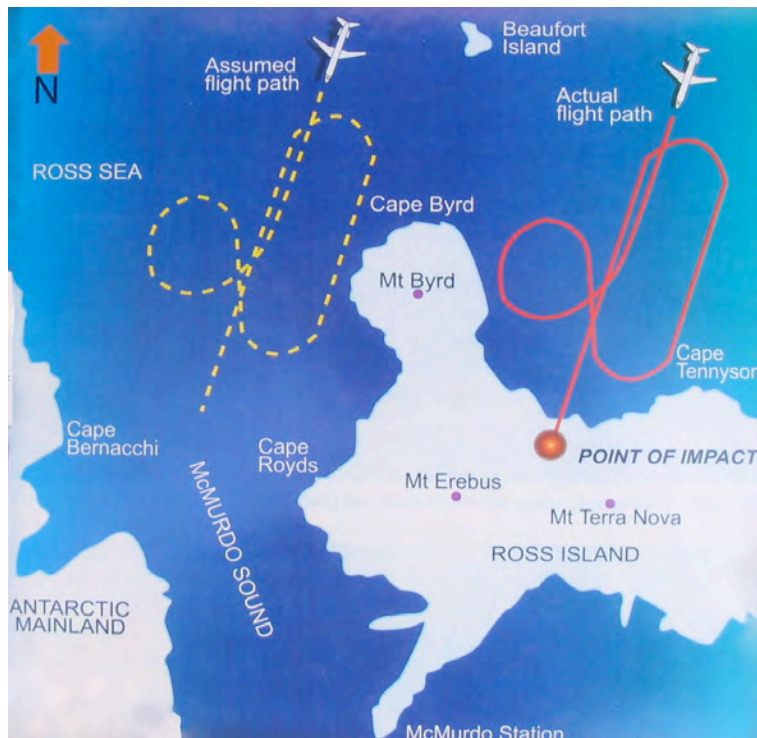 Beaufort
Island
Assumed
flight path
Actual
flight path
N
ROSS SEA
Cape Byrd
Mt Byrd
Cape
Tennyson
Cape
Bernacchi
Cape
Royds
POINT OF IMPACT
McMURDO SOUND
Mt Erebus
Mt Terra Nova
ROSS ISLAND
ANTARCTIC
MAINLAND
McMurdo Station